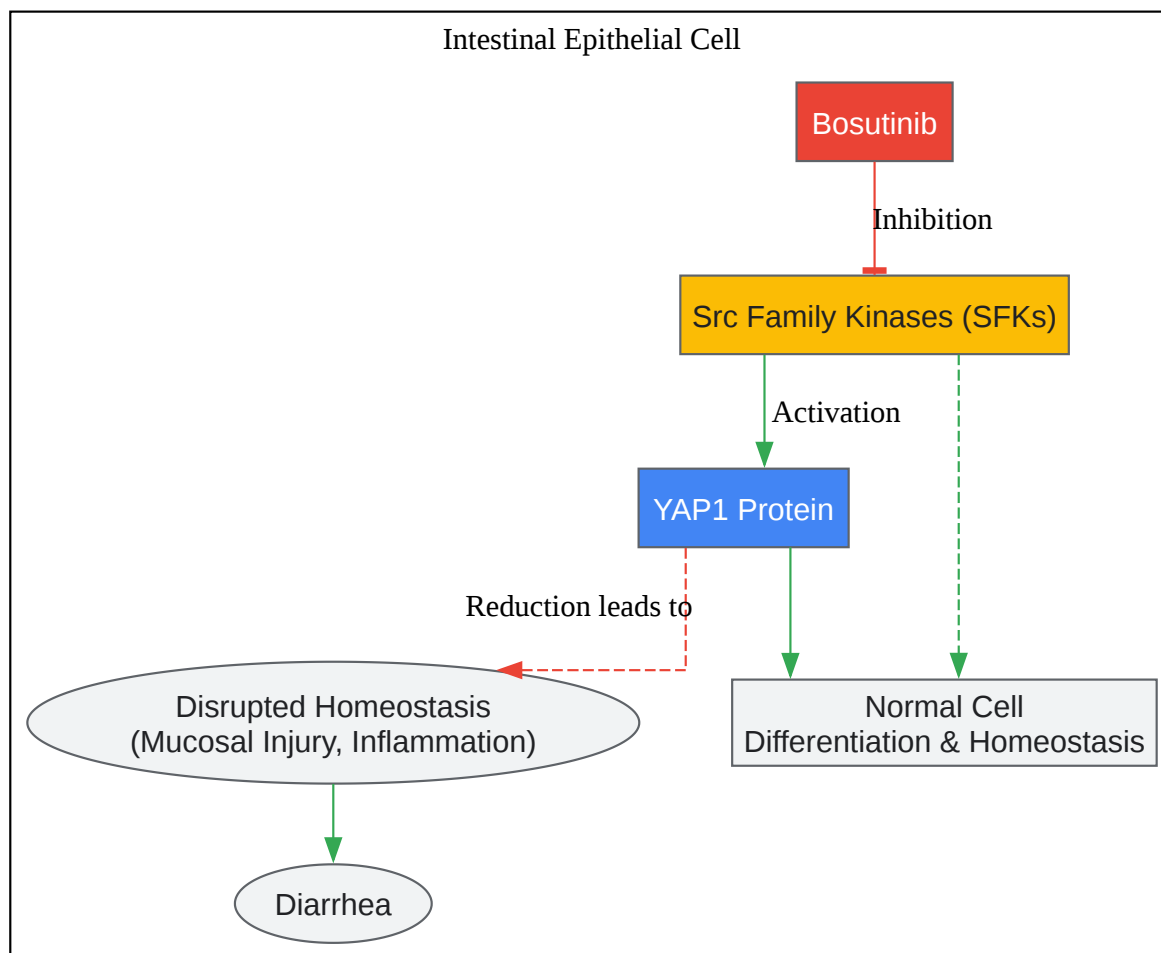 Intestinal Epithelial Cell
Bosutinib
Inhibition
Src Family Kinases (SFKs)
Activation
YAP1 Protein
Reduction leads to
Disrupted Homeostasis
(Mucosal Injury, Inflammation)
Normal Cell
Differentiation & Homeostasis
Diarrhea